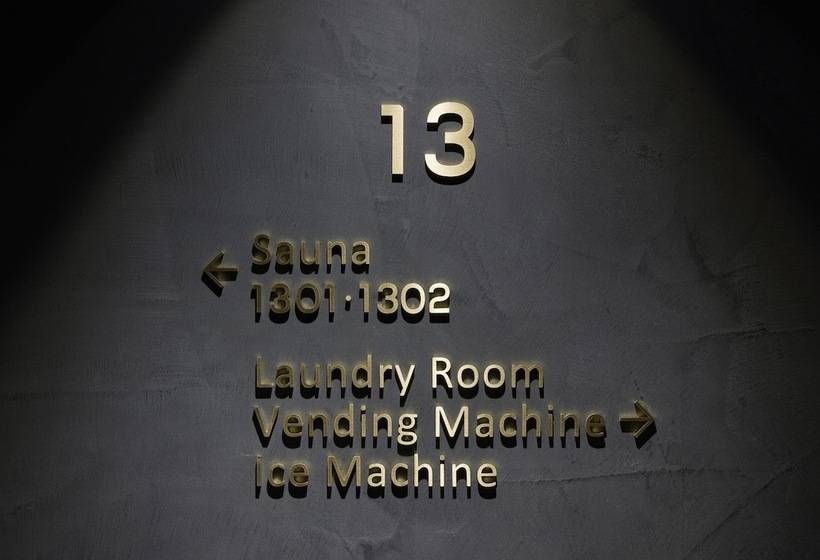 13
← Sauna
1301·1302
Laundry Room
Vending Machine →
Ice Machine